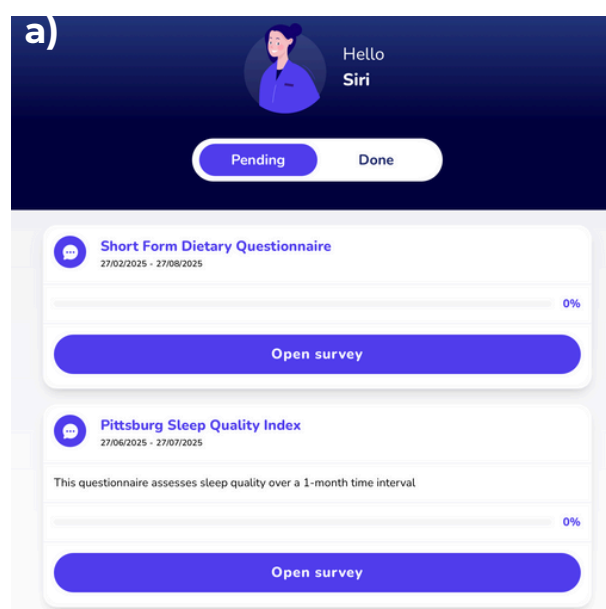 a)
Hello
Siri
Pending Done
Short Form Dietary Questionnaire
27/02/2025 - 27/08/2025
0%
Open survey
Pittsburg Sleep Quality Index
27/06/2025 - 27/07/2025
This questionnaire assesses sleep quality over a 1-month time interval
0%
Open survey